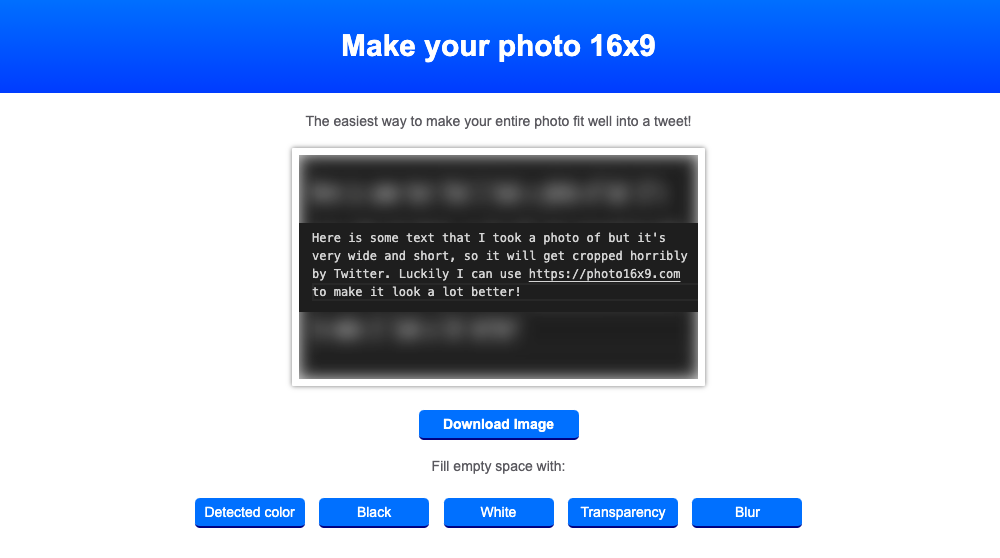 Make your photo 16x9
The easiest way to make your entire photo fit well into a tweet!
Here is some text that I took a photo of but it's
very wide and short, so it will get cropped horribly
by Twitter. Luckily I can use https://photo16x9.com
to make it look a lot better!
Download Image
Fill empty space with:
Detected color
Black
White
Transparency
Blur